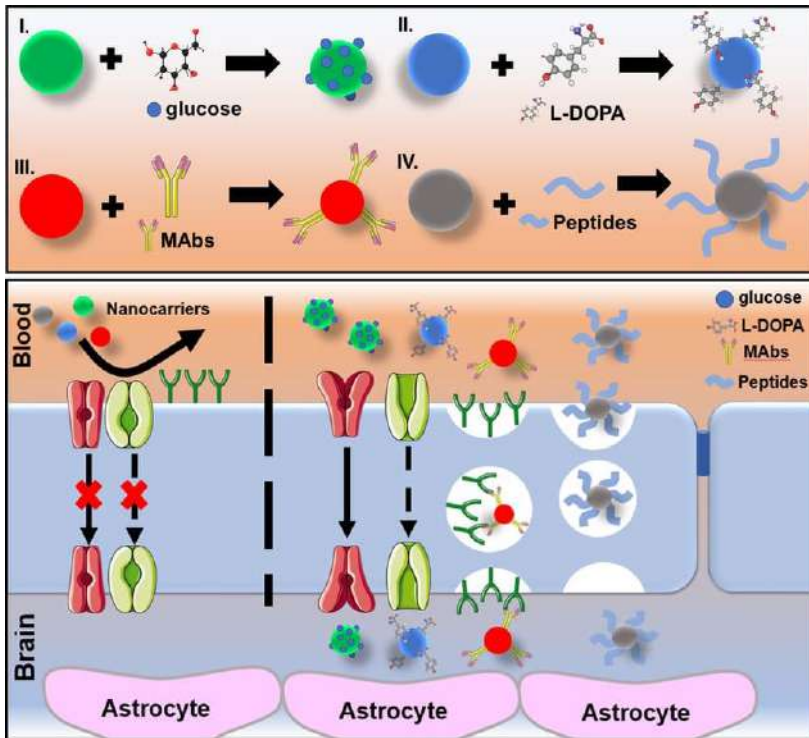 I.
glucose
II.
L-DOPA
III.
MAbs
IV.
Peptides
Blood
Nanocarriers
glucose
L-DOPA
MAbs
Peptides
Brain
Astrocyte
Astrocyte
Astrocyte